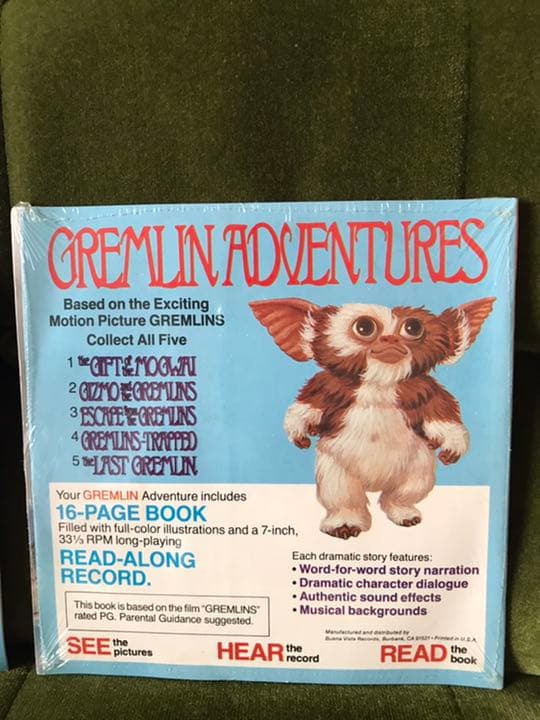 GREMLIN ADVENTURES
Based on the Exciting
Motion Picture GREMLINS
Collect All Five
1 the GIFT of the MOGWAI
2 GIZMO & the GREMLINS
3 ESCAPE from the GREMLINS
4 GREMLINS-TRAPPED
5 the LAST GREMLIN
Your GREMLIN Adventure includes
16-PAGE BOOK
Filled with full-color illustrations and a 7-inch,
33⅓ RPM long-playing
READ-ALONG
RECORD.
This book is based on the film "GREMLINS"
rated PG. Parental Guidance suggested.
Each dramatic story features:
• Word-for-word story narration
• Dramatic character dialogue
• Authentic sound effects
• Musical backgrounds
Manufactured and distributed by
Buena Vista Records, Burbank, CA 91521 • Printed in U.S.A.
SEE the pictures
HEAR the record
READ the book